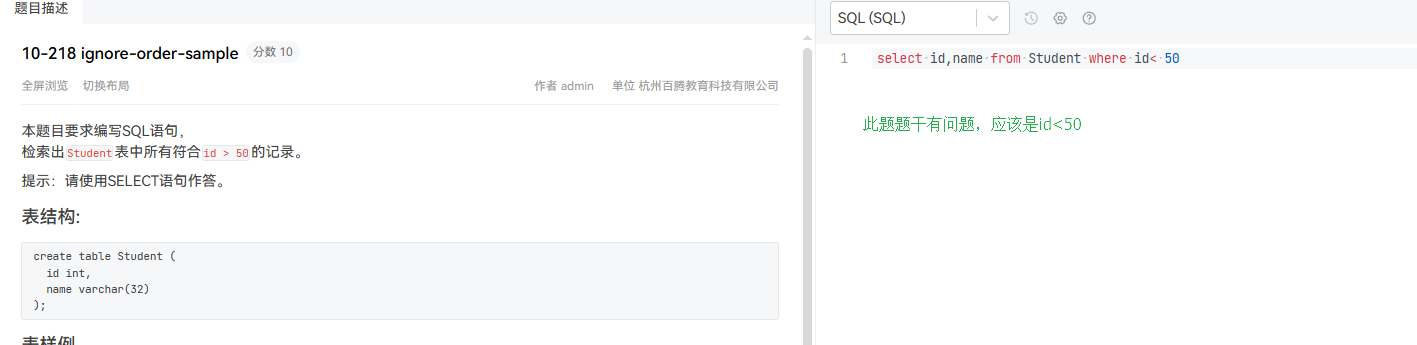 题目描述
10-218 ignore-order-sample 分数 10
全屏浏览 切换布局 作者 admin 单位 杭州百腾教育科技有限公司
本题目要求编写SQL语句，
检索出Student表中所有符合id > 50的记录。
提示：请使用SELECT语句作答。
表结构:
create table Student (
id int,
name varchar(32)
);
表样例
SQL (SQL)
1 select id,name from Student where id< 50
此题题干有问题，应该是id<50